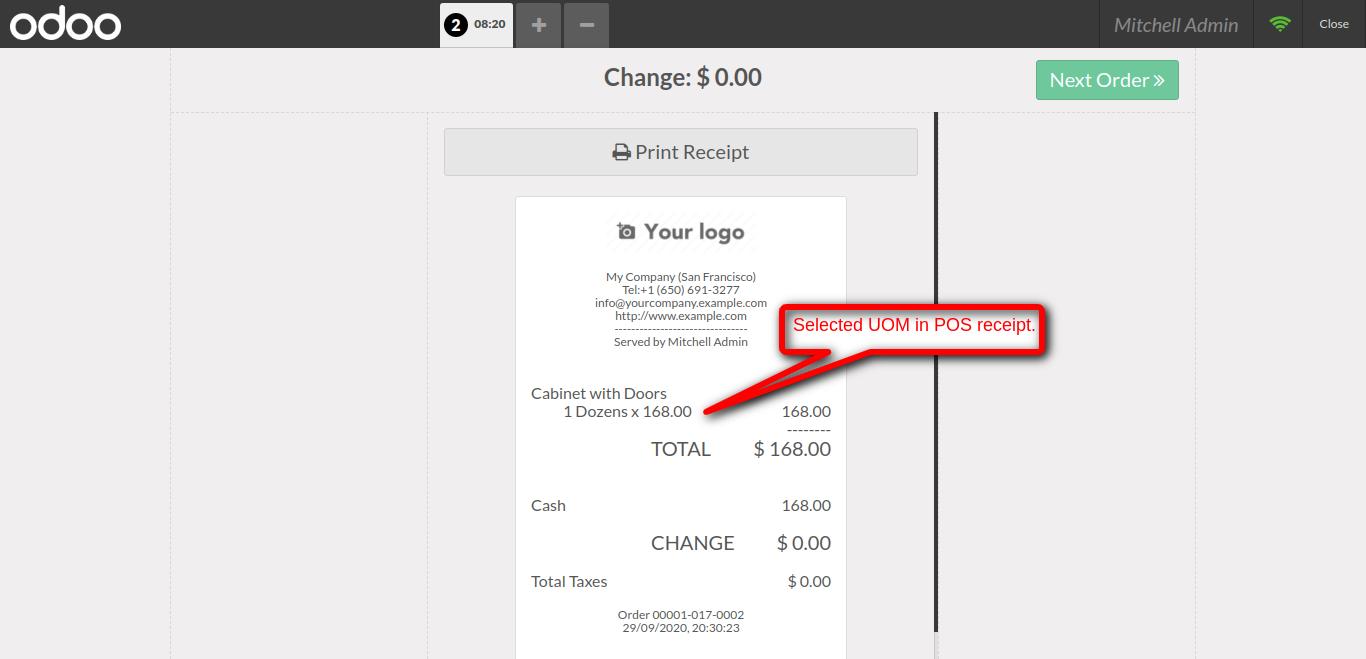 odoo
2 08:20 + −
Mitchell Admin
Close
Change: $ 0.00
Next Order »
Print Receipt
Your logo
My Company (San Francisco)
Tel:+1 (650) 691-3277
info@yourcompany.example.com
http://www.example.com
--------------------------------
Served by Mitchell Admin
Selected UOM in POS receipt.
Cabinet with Doors
1 Dozens x 168.00 168.00
--------
TOTAL $ 168.00
Cash 168.00
CHANGE $ 0.00
Total Taxes $ 0.00
Order 00001-017-0002
29/09/2020, 20:30:23